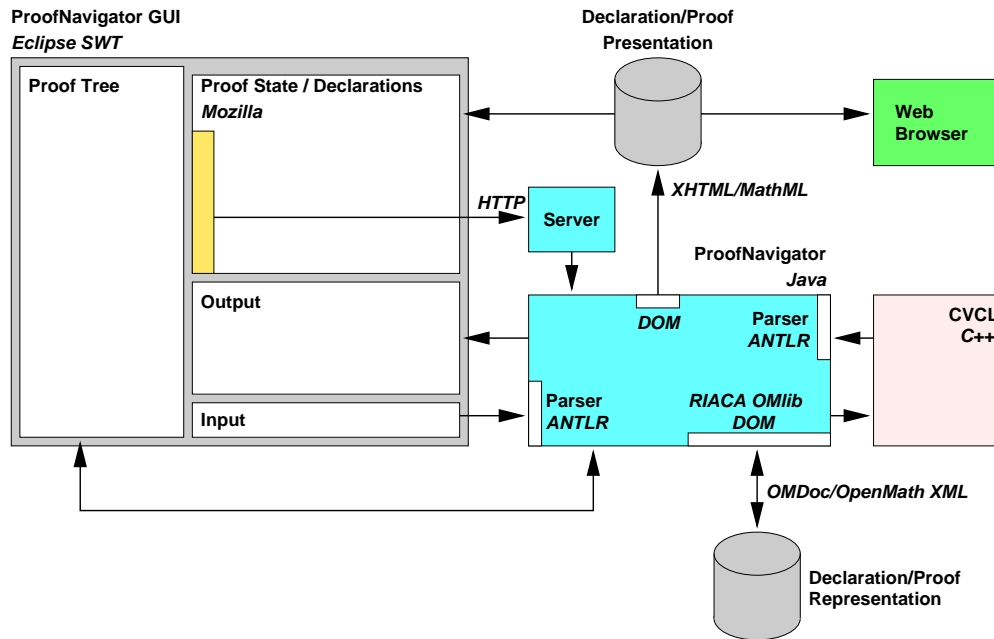 ProofNavigator GUI
Eclipse SWT
Proof Tree
Proof State / Declarations
Mozilla
Output
Input
Declaration/Proof
Presentation
Web
Browser
XHTML/MathML
HTTP
Server
ProofNavigator
Java
DOM
Parser
ANTLR
CVCL
C++
Parser
ANTLR
RIACA OMlib
DOM
OMDoc/OpenMath XML
Declaration/Proof
Representation